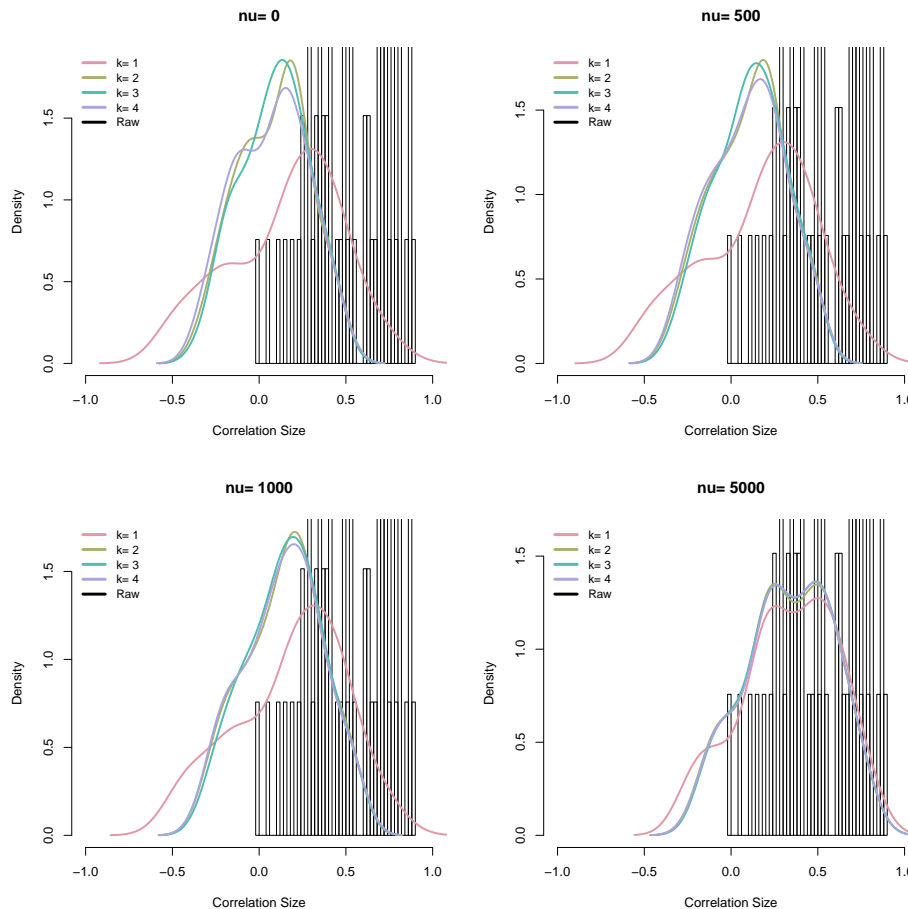 nu= 0
k= 1
k= 2
k= 3
k= 4
Raw
Density
0.0
0.5
1.0
1.5
−1.0
−0.5
0.0
0.5
1.0
Correlation Size
nu= 500
k= 1
k= 2
k= 3
k= 4
Raw
Density
0.0
0.5
1.0
1.5
−1.0
−0.5
0.0
0.5
1.0
Correlation Size
nu= 1000
k= 1
k= 2
k= 3
k= 4
Raw
Density
0.0
0.5
1.0
1.5
−1.0
−0.5
0.0
0.5
1.0
Correlation Size
nu= 5000
k= 1
k= 2
k= 3
k= 4
Raw
Density
0.0
0.5
1.0
1.5
−1.0
−0.5
0.0
0.5
1.0
Correlation Size